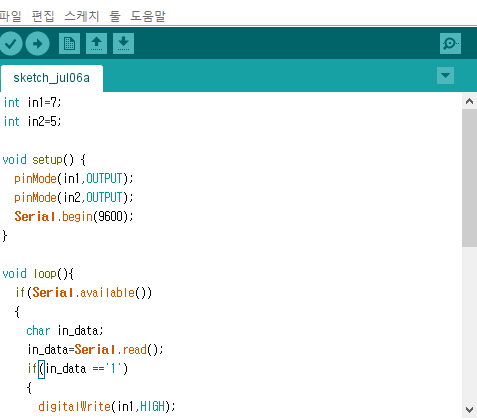 파일 편집 스케치 툴 도움말
sketch_jul06a
int in1=7;
int in2=5;
void setup() {
pinMode(in1,OUTPUT);
pinMode(in2,OUTPUT);
Serial.begin(9600);
}
void loop(){
if(Serial.available())
{
char in_data;
in_data=Serial.read();
if(in_data =='1')
{
digitalWrite(in1,HIGH);